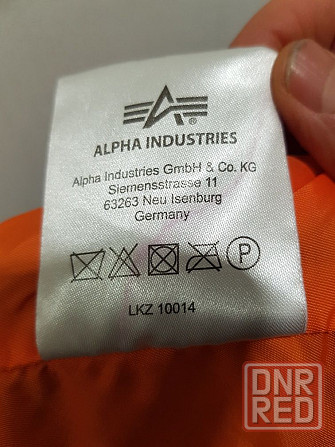 ALPHA INDUSTRIES
Alpha Industries GmbH & Co. KG
Siemensstrasse 11
63263 Neu Isenburg
Germany
P
LKZ 10014
DNR
RED